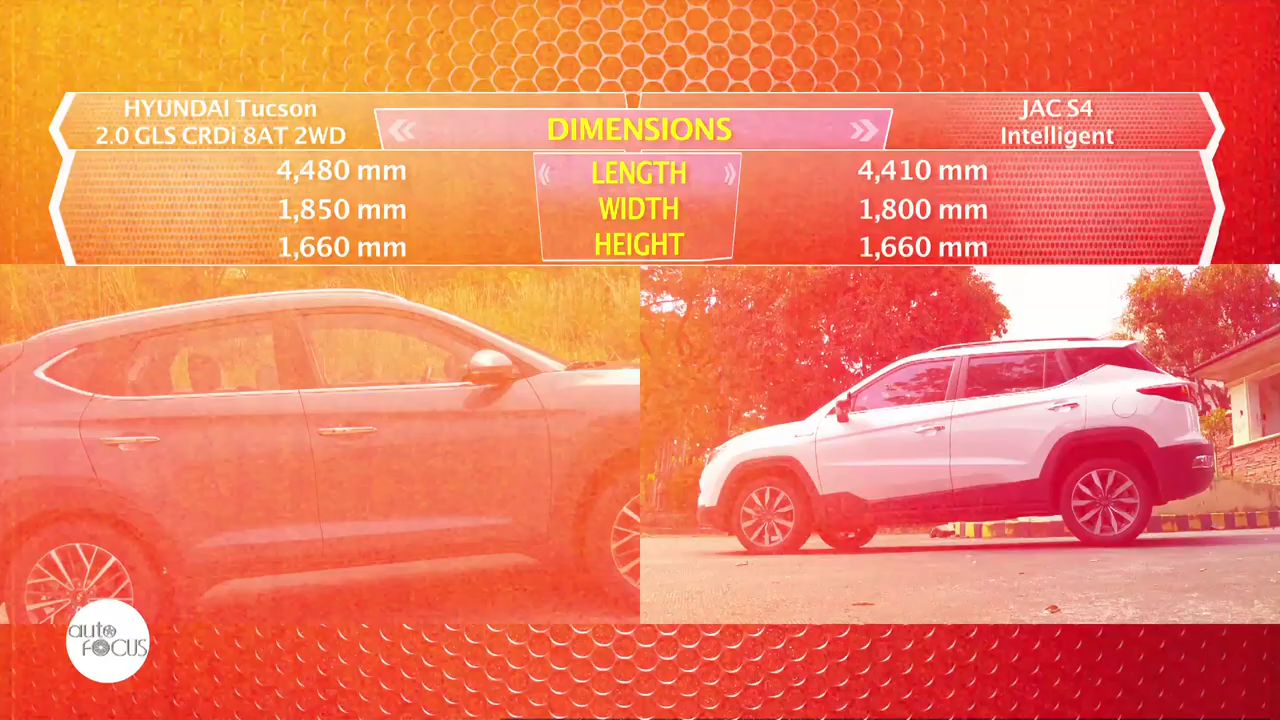 HYUNDAI Tucson
2.0 GLS CRDi 8AT 2WD
DIMENSIONS
JAC S4
Intelligent
4,480 mm LENGTH 4,410 mm
1,850 mm WIDTH 1,800 mm
1,660 mm HEIGHT 1,660 mm
auto
FOCUS